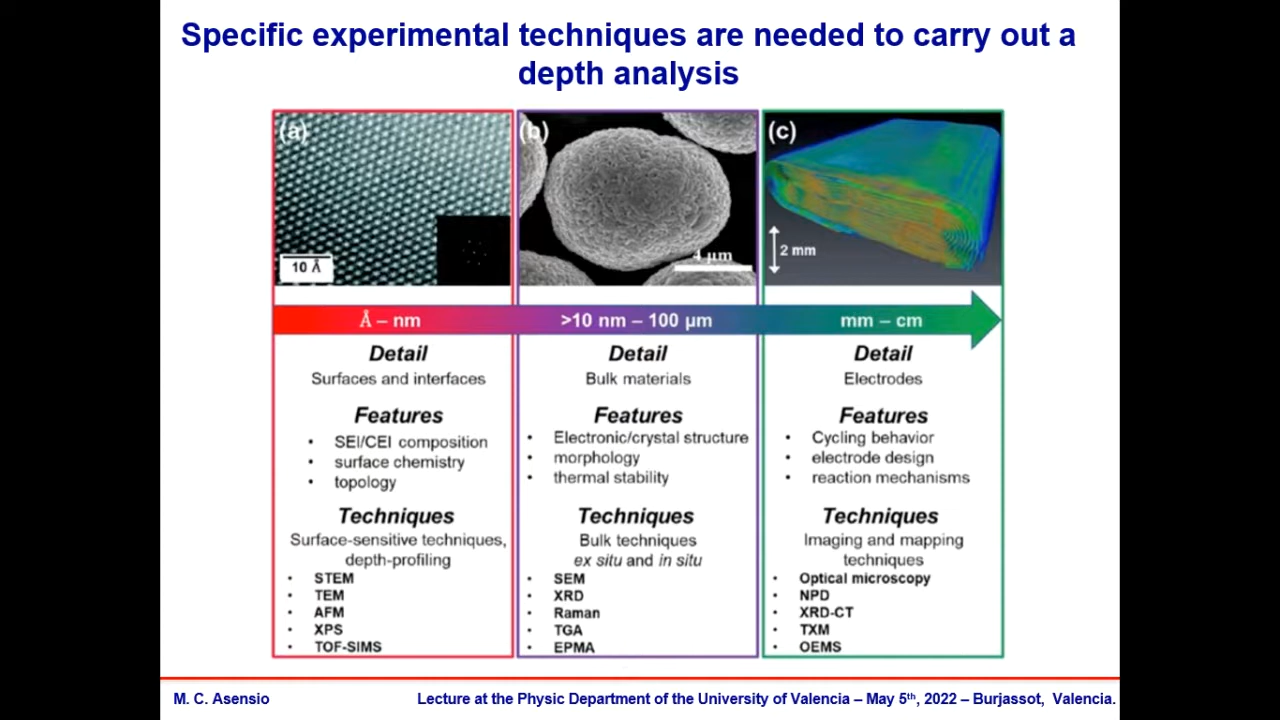 Specific experimental techniques are needed to carry out a
depth analysis
(a)
10 Å
(b)
4 µm
(c)
2 mm
Å – nm
>10 nm – 100 µm
mm – cm
Detail
Surfaces and interfaces
Features
• SEI/CEI composition
• surface chemistry
• topology
Techniques
Surface-sensitive techniques,
depth-profiling
• STEM
• TEM
• AFM
• XPS
• TOF-SIMS
Detail
Bulk materials
Features
• Electronic/crystal structure
• morphology
• thermal stability
Techniques
Bulk techniques
ex situ and in situ
• SEM
• XRD
• Raman
• TGA
• EPMA
Detail
Electrodes
Features
• Cycling behavior
• electrode design
• reaction mechanisms
Techniques
Imaging and mapping
techniques
• Optical microscopy
• NPD
• XRD-CT
• TXM
• OEMS
M. C. Asensio
Lecture at the Physic Department of the University of Valencia – May 5th, 2022 – Burjassot, Valencia.